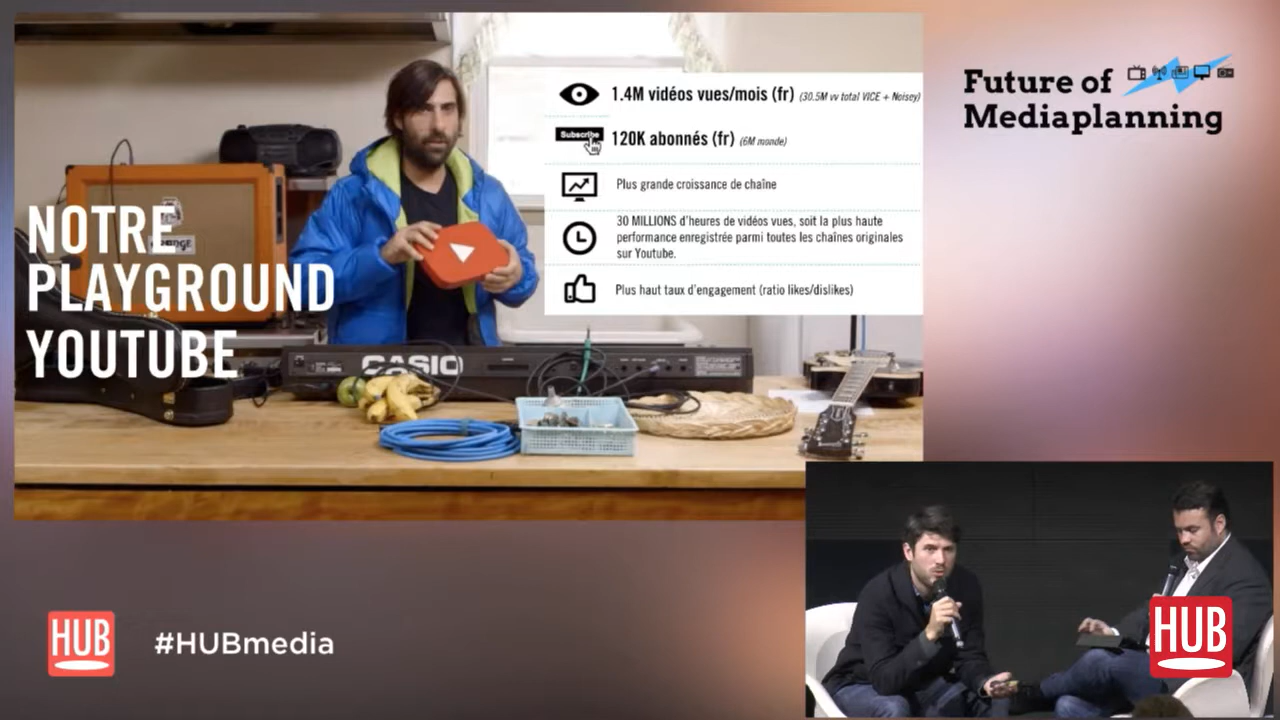 NOTRE
PLAYGROUND
YOUTUBE
ORANGE
CASIO
1.4M vidéos vues/mois (fr) (30.5M vv total VICE + Noisey)
Subscribe
120K abonnés (fr) (6M monde)
Plus grande croissance de chaîne
30 MILLIONS d'heures de vidéos vues, soit la plus haute
performance enregistrée parmi toutes les chaînes originales
sur Youtube.
Plus haut taux d'engagement (ratio likes/dislikes)
Future of
Mediaplanning
HUB
#HUBmedia
HUB